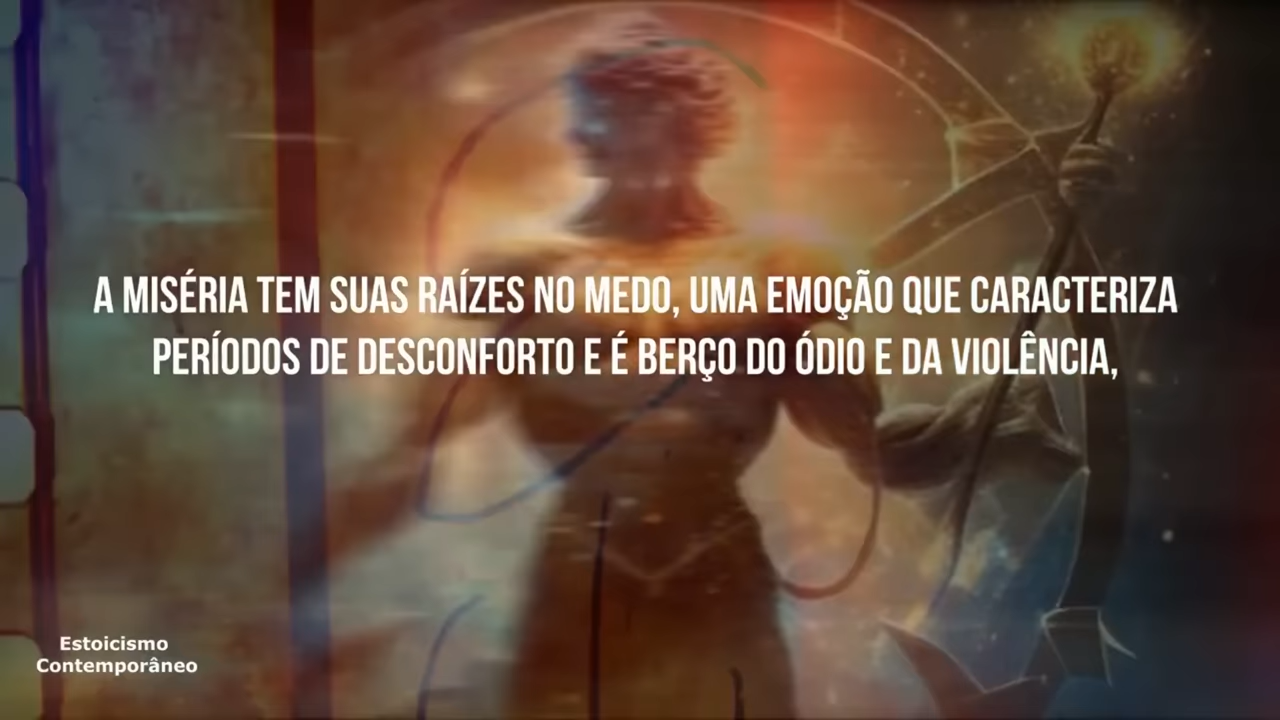 A MISÉRIA TEM SUAS RAÍZES NO MEDO, UMA EMOÇÃO QUE CARACTERIZA
PERÍODOS DE DESCONFORTO E É BERÇO DO ÓDIO E DA VIOLÊNCIA,
Estoicismo
Contemporâneo